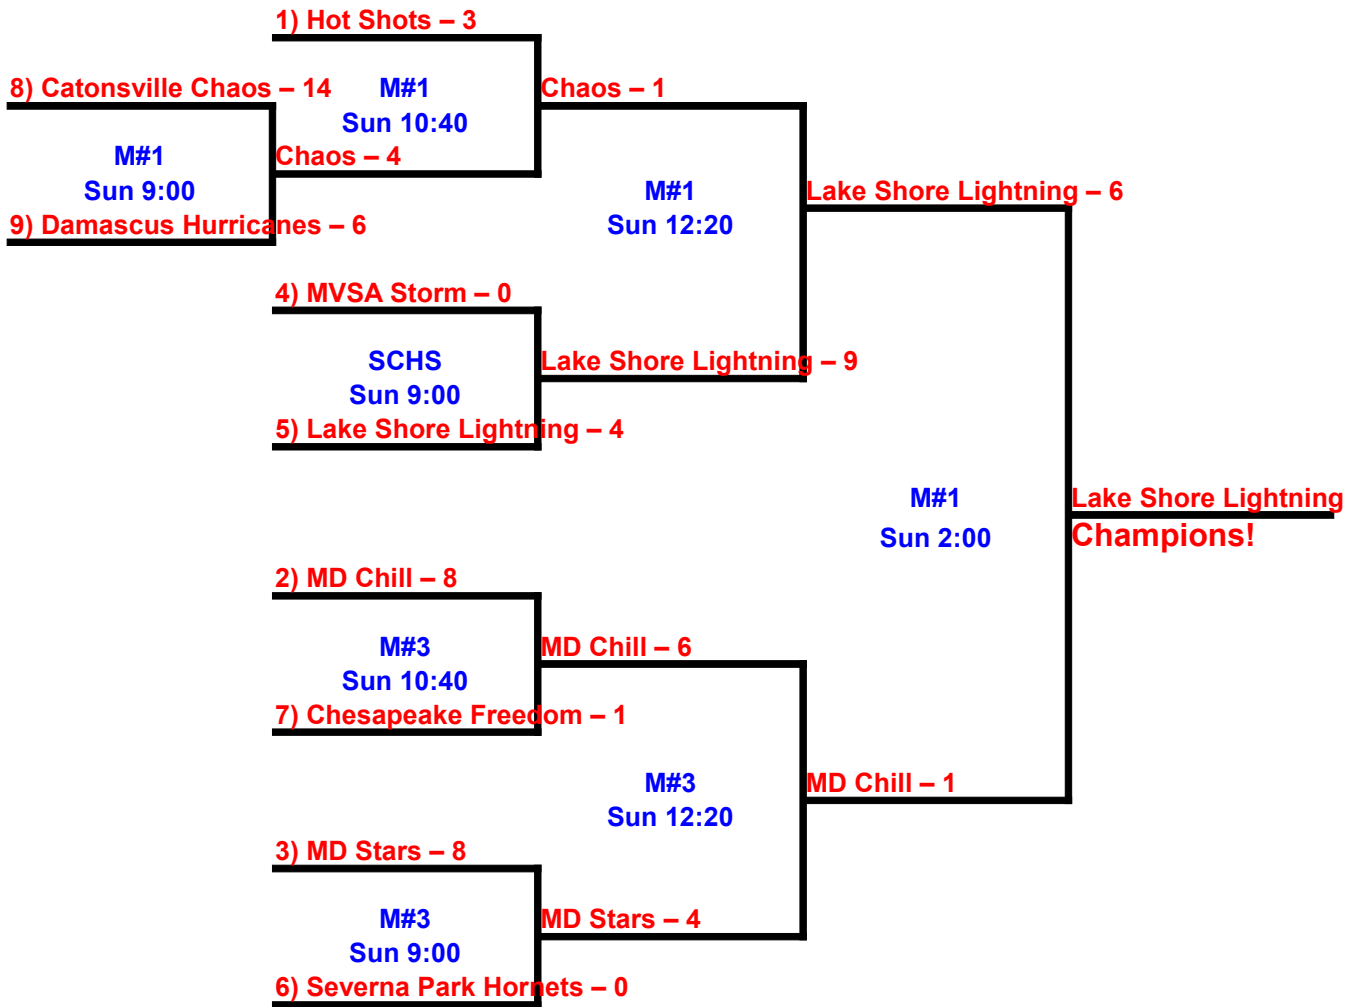 1) Hot Shots – 3
8) Catonsville Chaos – 14
M#1
Chaos – 1
Sun 10:40
M#1
Chaos – 4
Sun 9:00
M#1
Lake Shore Lightning – 6
9) Damascus Hurricanes – 6
Sun 12:20
4) MVSA Storm – 0
SCHS
Lake Shore Lightning – 9
Sun 9:00
5) Lake Shore Lightning – 4
M#1
Lake Shore Lightning
Sun 2:00
Champions!
2) MD Chill – 8
M#3
MD Chill – 6
Sun 10:40
7) Chesapeake Freedom – 1
M#3
MD Chill – 1
Sun 12:20
3) MD Stars – 8
M#3
MD Stars – 4
Sun 9:00
6) Severna Park Hornets – 0